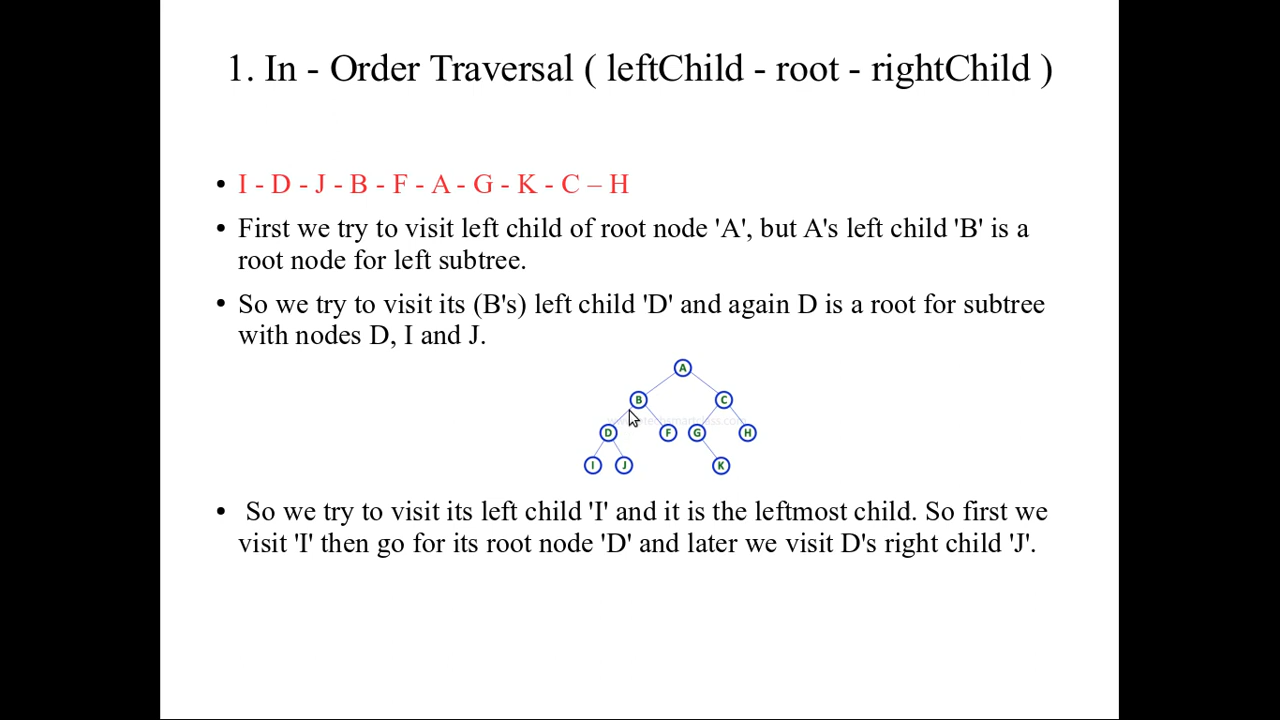 1. In - Order Traversal ( leftChild - root - rightChild )
• I - D - J - B - F - A - G - K - C – H
• First we try to visit left child of root node 'A', but A's left child 'B' is a
root node for left subtree.
• So we try to visit its (B's) left child 'D' and again D is a root for subtree
with nodes D, I and J.
A
B C
D F G H
I J K
• So we try to visit its left child 'I' and it is the leftmost child. So first we
visit 'I' then go for its root node 'D' and later we visit D's right child 'J'.